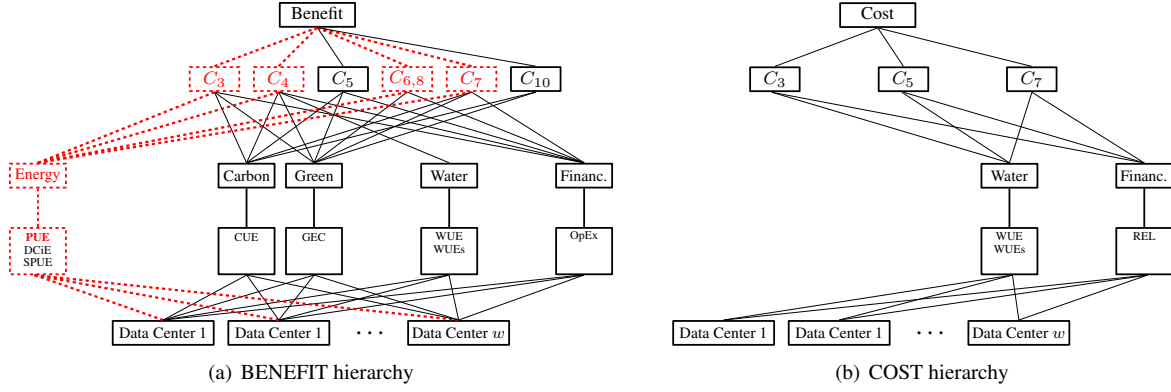 Benefit
C3 C4 C5 C6,8 C7 C10
Energy Carbon Green Water Financ.
PUE
DCiE
SPUE
CUE
GEC
WUE
WUEs
OpEx
Data Center 1 Data Center 1 · · · Data Center w
(a) BENEFIT hierarchy
Cost
C3 C5 C7
Water Financ.
WUE
WUEs
REL
Data Center 1 Data Center 1 · · · Data Center w
(b) COST hierarchy